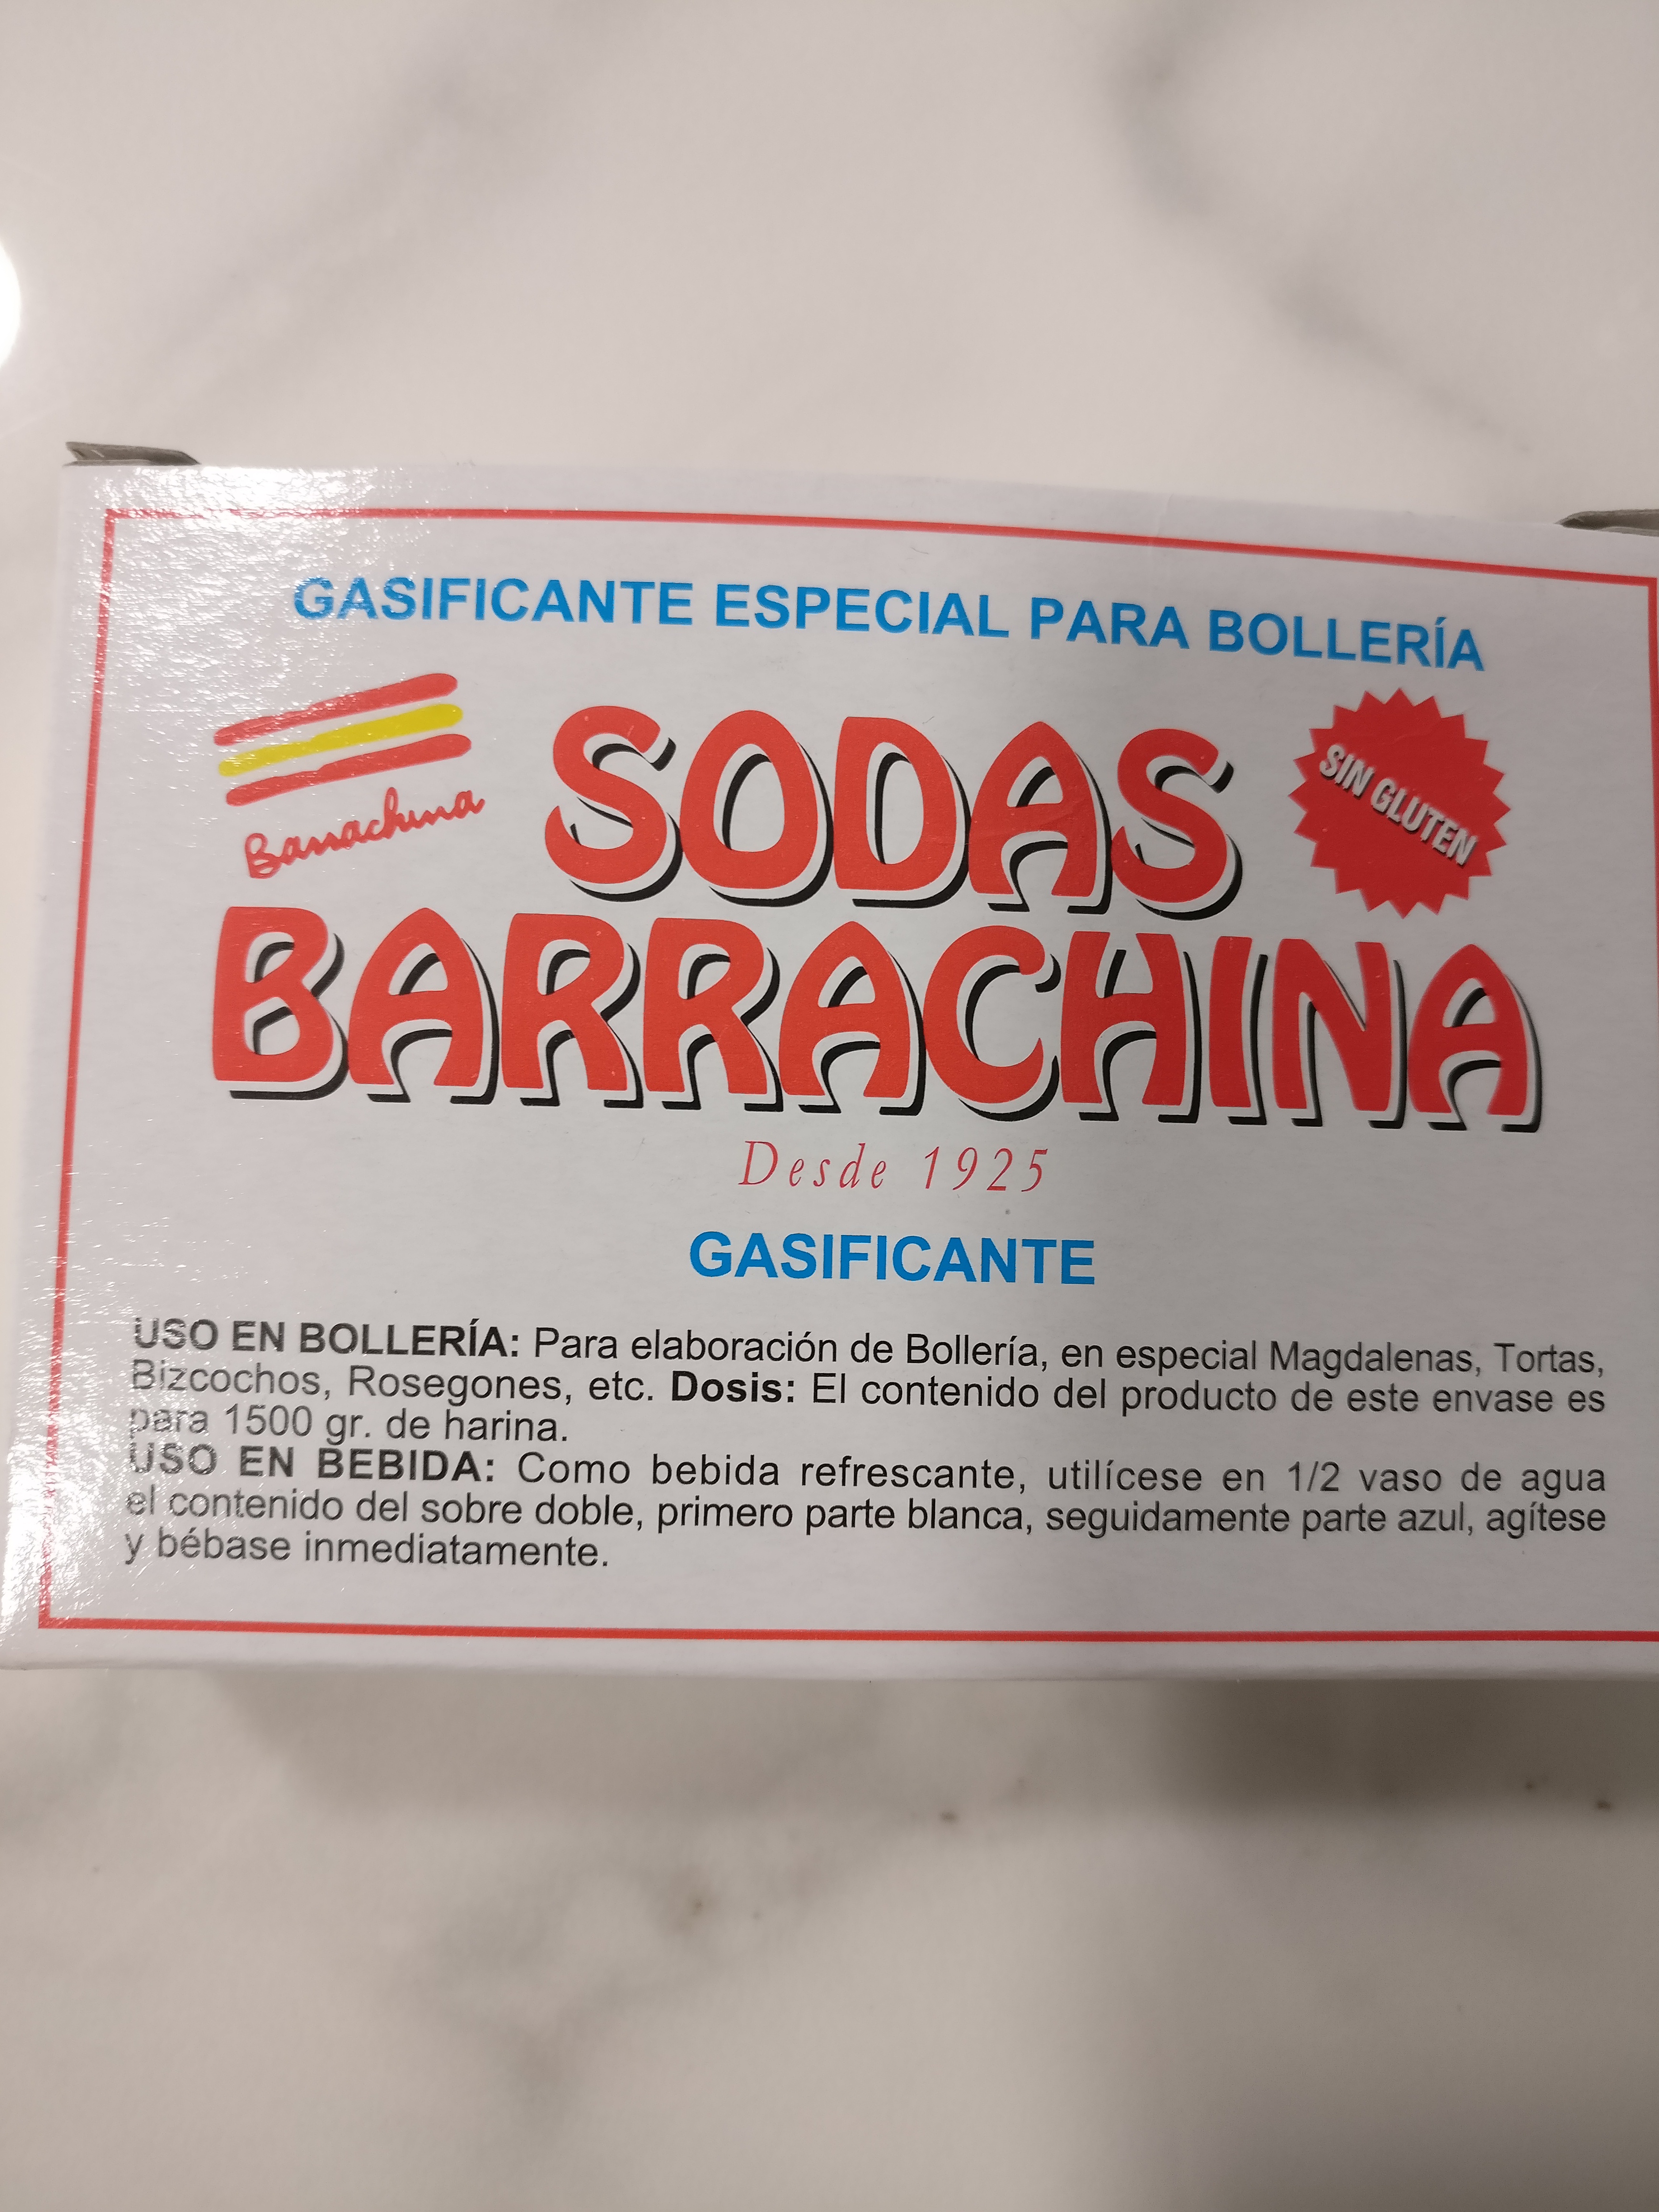 GASIFICANTE ESPECIAL PARA BOLLERÍA
Barrachina
SODAS
SIN GLUTEN
BARRACHINA
Desde 1925
GASIFICANTE
USO EN BOLLERÍA: Para elaboración de Bollería, en especial Magdalenas, Tortas,
Bizcochos, Rosegones, etc. Dosis: El contenido del producto de este envase es
para 1500 gr. de harina.
USO EN BEBIDA: Como bebida refrescante, utilícese en 1/2 vaso de agua
el contenido del sobre doble, primero parte blanca, seguidamente parte azul, agítese
y bébase inmediatamente.